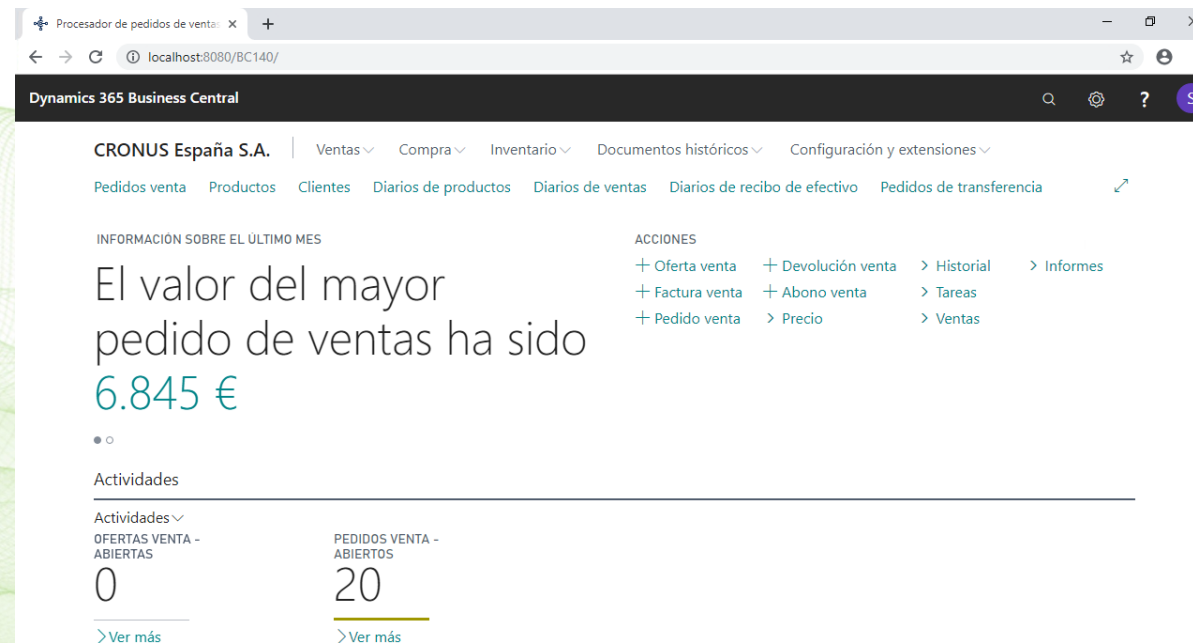 Procesador de pedidos de venta
localhost:8080/BC140/
Dynamics 365 Business Central
?
S
CRONUS España S.A.
Ventas Compra Inventario Documentos históricos Configuración y extensiones
Pedidos venta Productos Clientes Diarios de productos Diarios de ventas Diarios de recibo de efectivo Pedidos de transferencia
INFORMACIÓN SOBRE EL ÚLTIMO MES
El valor del mayor
pedido de ventas ha sido
6.845 €
ACCIONES
+ Oferta venta + Devolución venta > Historial > Informes
+ Factura venta + Abono venta > Tareas
+ Pedido venta > Precio > Ventas
Actividades
Actividades
OFERTAS VENTA - ABIERTAS
0
>Ver más
PEDIDOS VENTA - ABIERTOS
20
>Ver más